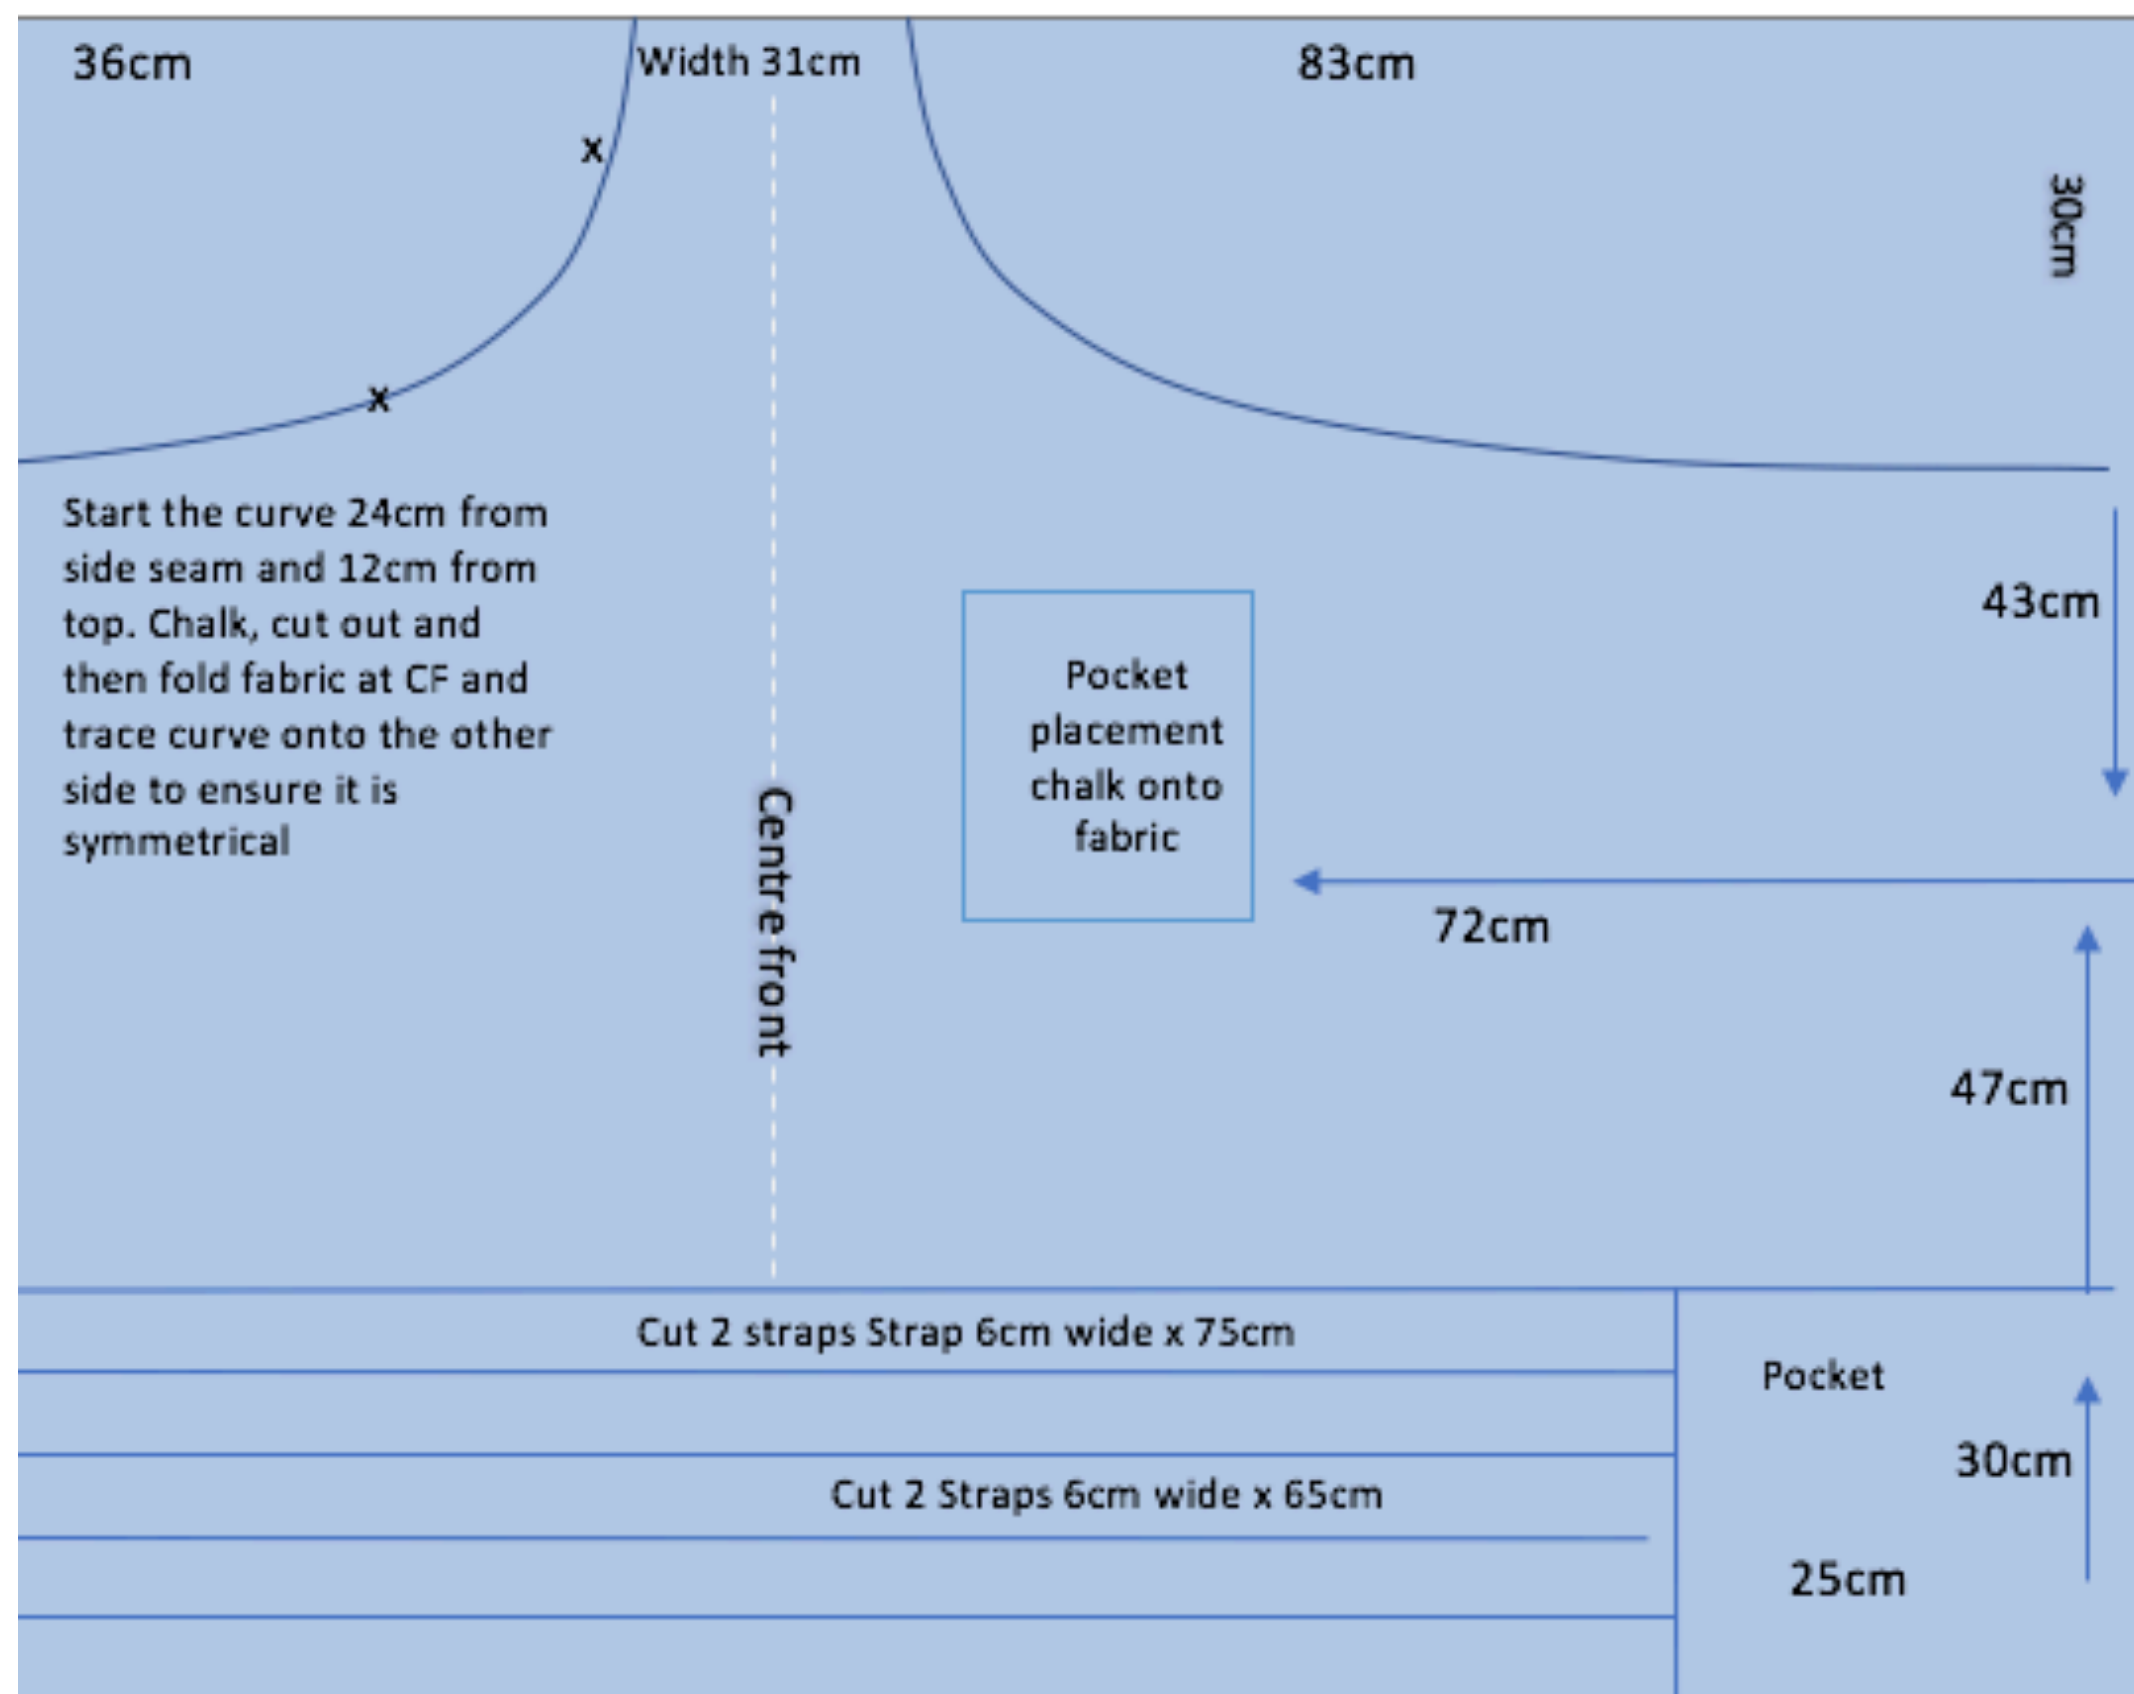 36cm
Width 31cm
83cm
x
30cm
x
Start the curve 24cm from
side seam and 12cm from
top. Chalk, cut out and
then fold fabric at CF and
trace curve onto the other
side to ensure it is
symmetrical
43cm
Pocket
placement
chalk onto
fabric
Centre front
72cm
47cm
Cut 2 straps Strap 6cm wide x 75cm
Pocket
30cm
Cut 2 Straps 6cm wide x 65cm
25cm